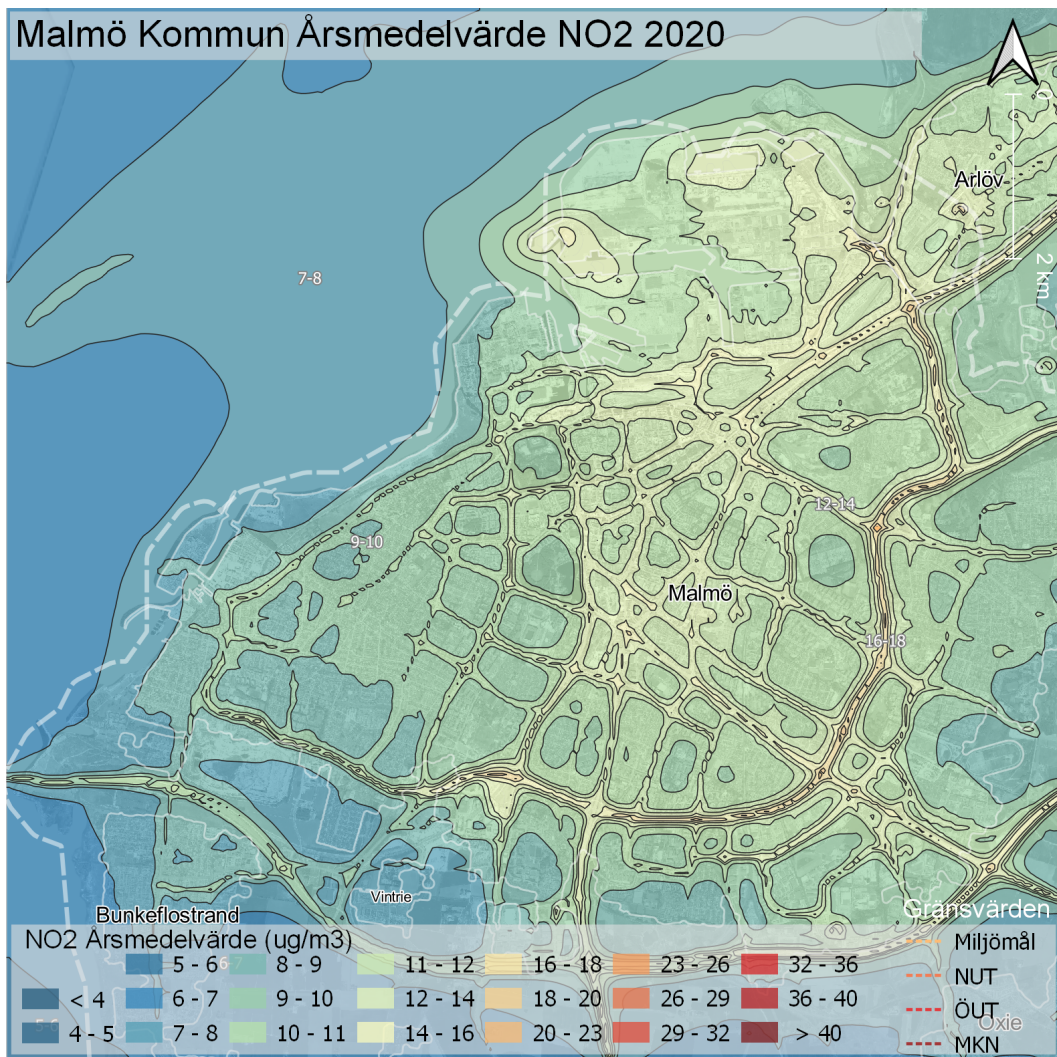 Malmö Kommun Årsmedelvärde NO2 2020
0
Arlöv
2 km
7-8
12-14
9-10
Malmö
16-18
Vintrie
Bunkeflostrand
Gränsvärden
NO2 Årsmedelvärde (ug/m3)
5 - 6
8 - 9
11 - 12
16 - 18
23 - 26
32 - 36
Miljömål
6 - 7
9 - 10
12 - 14
18 - 20
26 - 29
36 - 40
NUT
< 4
4 - 5
7 - 8
10 - 11
14 - 16
20 - 23
29 - 32
> 40
ÖUT
Oxie
MKN
5-6